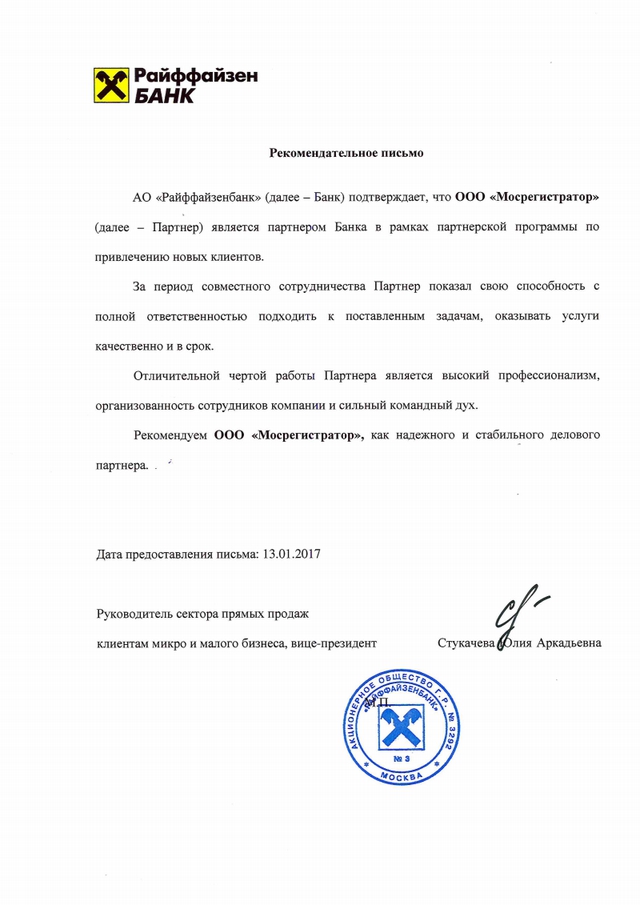 Райффайзен
БАНК
Рекомендательное письмо
АО «Райффайзенбанк» (далее – Банк) подтверждает, что ООО «Мосрегистратор»
(далее – Партнер) является партнером Банка в рамках партнерской программы по
привлечению новых клиентов.
За период совместного сотрудничества Партнер показал свою способность с
полной ответственностью подходить к поставленным задачам, оказывать услуги
качественно и в срок.
Отличительной чертой работы Партнера является высокий профессионализм,
организованность сотрудников компании и сильный командный дух.
Рекомендуем ООО «Мосрегистратор», как надежного и стабильного делового
партнера.
Дата предоставления письма: 13.01.2017
Руководитель сектора прямых продаж
клиентам микро и малого бизнеса, вице-президент Стукачева Юлия Аркадьевна
АКЦИОНЕРНОЕ ОБЩЕСТВО Г.Р. № 3292
«РАЙФФАЙЗЕНБАНК»
М.П.
№ 3
* МОСКВА *